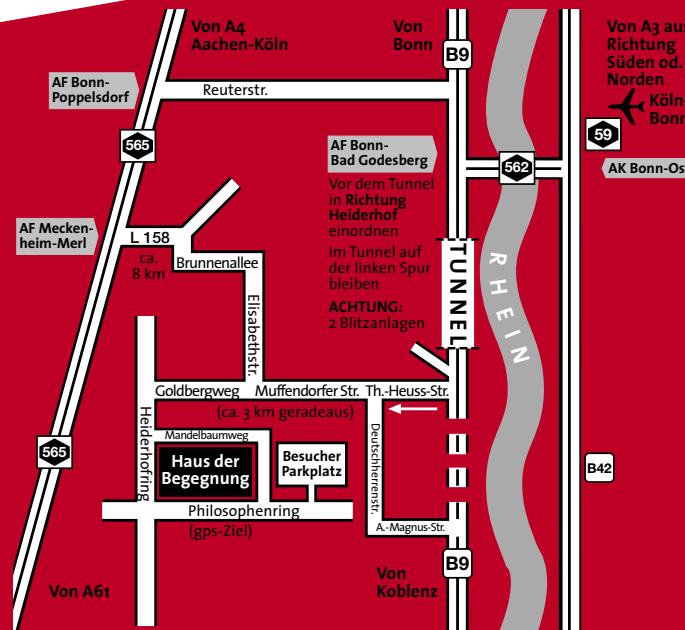 Von A4
Aachen-Köln
Von
Bonn
B9
Von A3 aus
Richtung
Süden od.
Norden
Köln-
Bonn
59
AK Bonn-Os
AF Bonn-
Poppelsdorf
Reuterstr.
565
AF Bonn-
Bad Godesberg
562
Vor dem Tunnel
in Richtung
Heiderhof
einordnen
Im Tunnel auf
der linken Spur
bleiben
ACHTUNG:
2 Blitzanlagen
TUNNEL
RHEIN
AF Mecken-
heim-Merl
L 158
ca.
8 km
Brunnenallee
Elisabethstr.
Goldbergweg
Muffendorfer Str.
Th.-Heuss-Str.
(ca. 3 km geradeaus)
Heiderhofring
Mandelbaumweg
Deutschherrenstr.
565
Haus der
Begegnung
Besucher
Parkplatz
B42
Philosophenring
(gps-Ziel)
A.-Magnus-Str.
B9
Von
Koblenz
Von A61